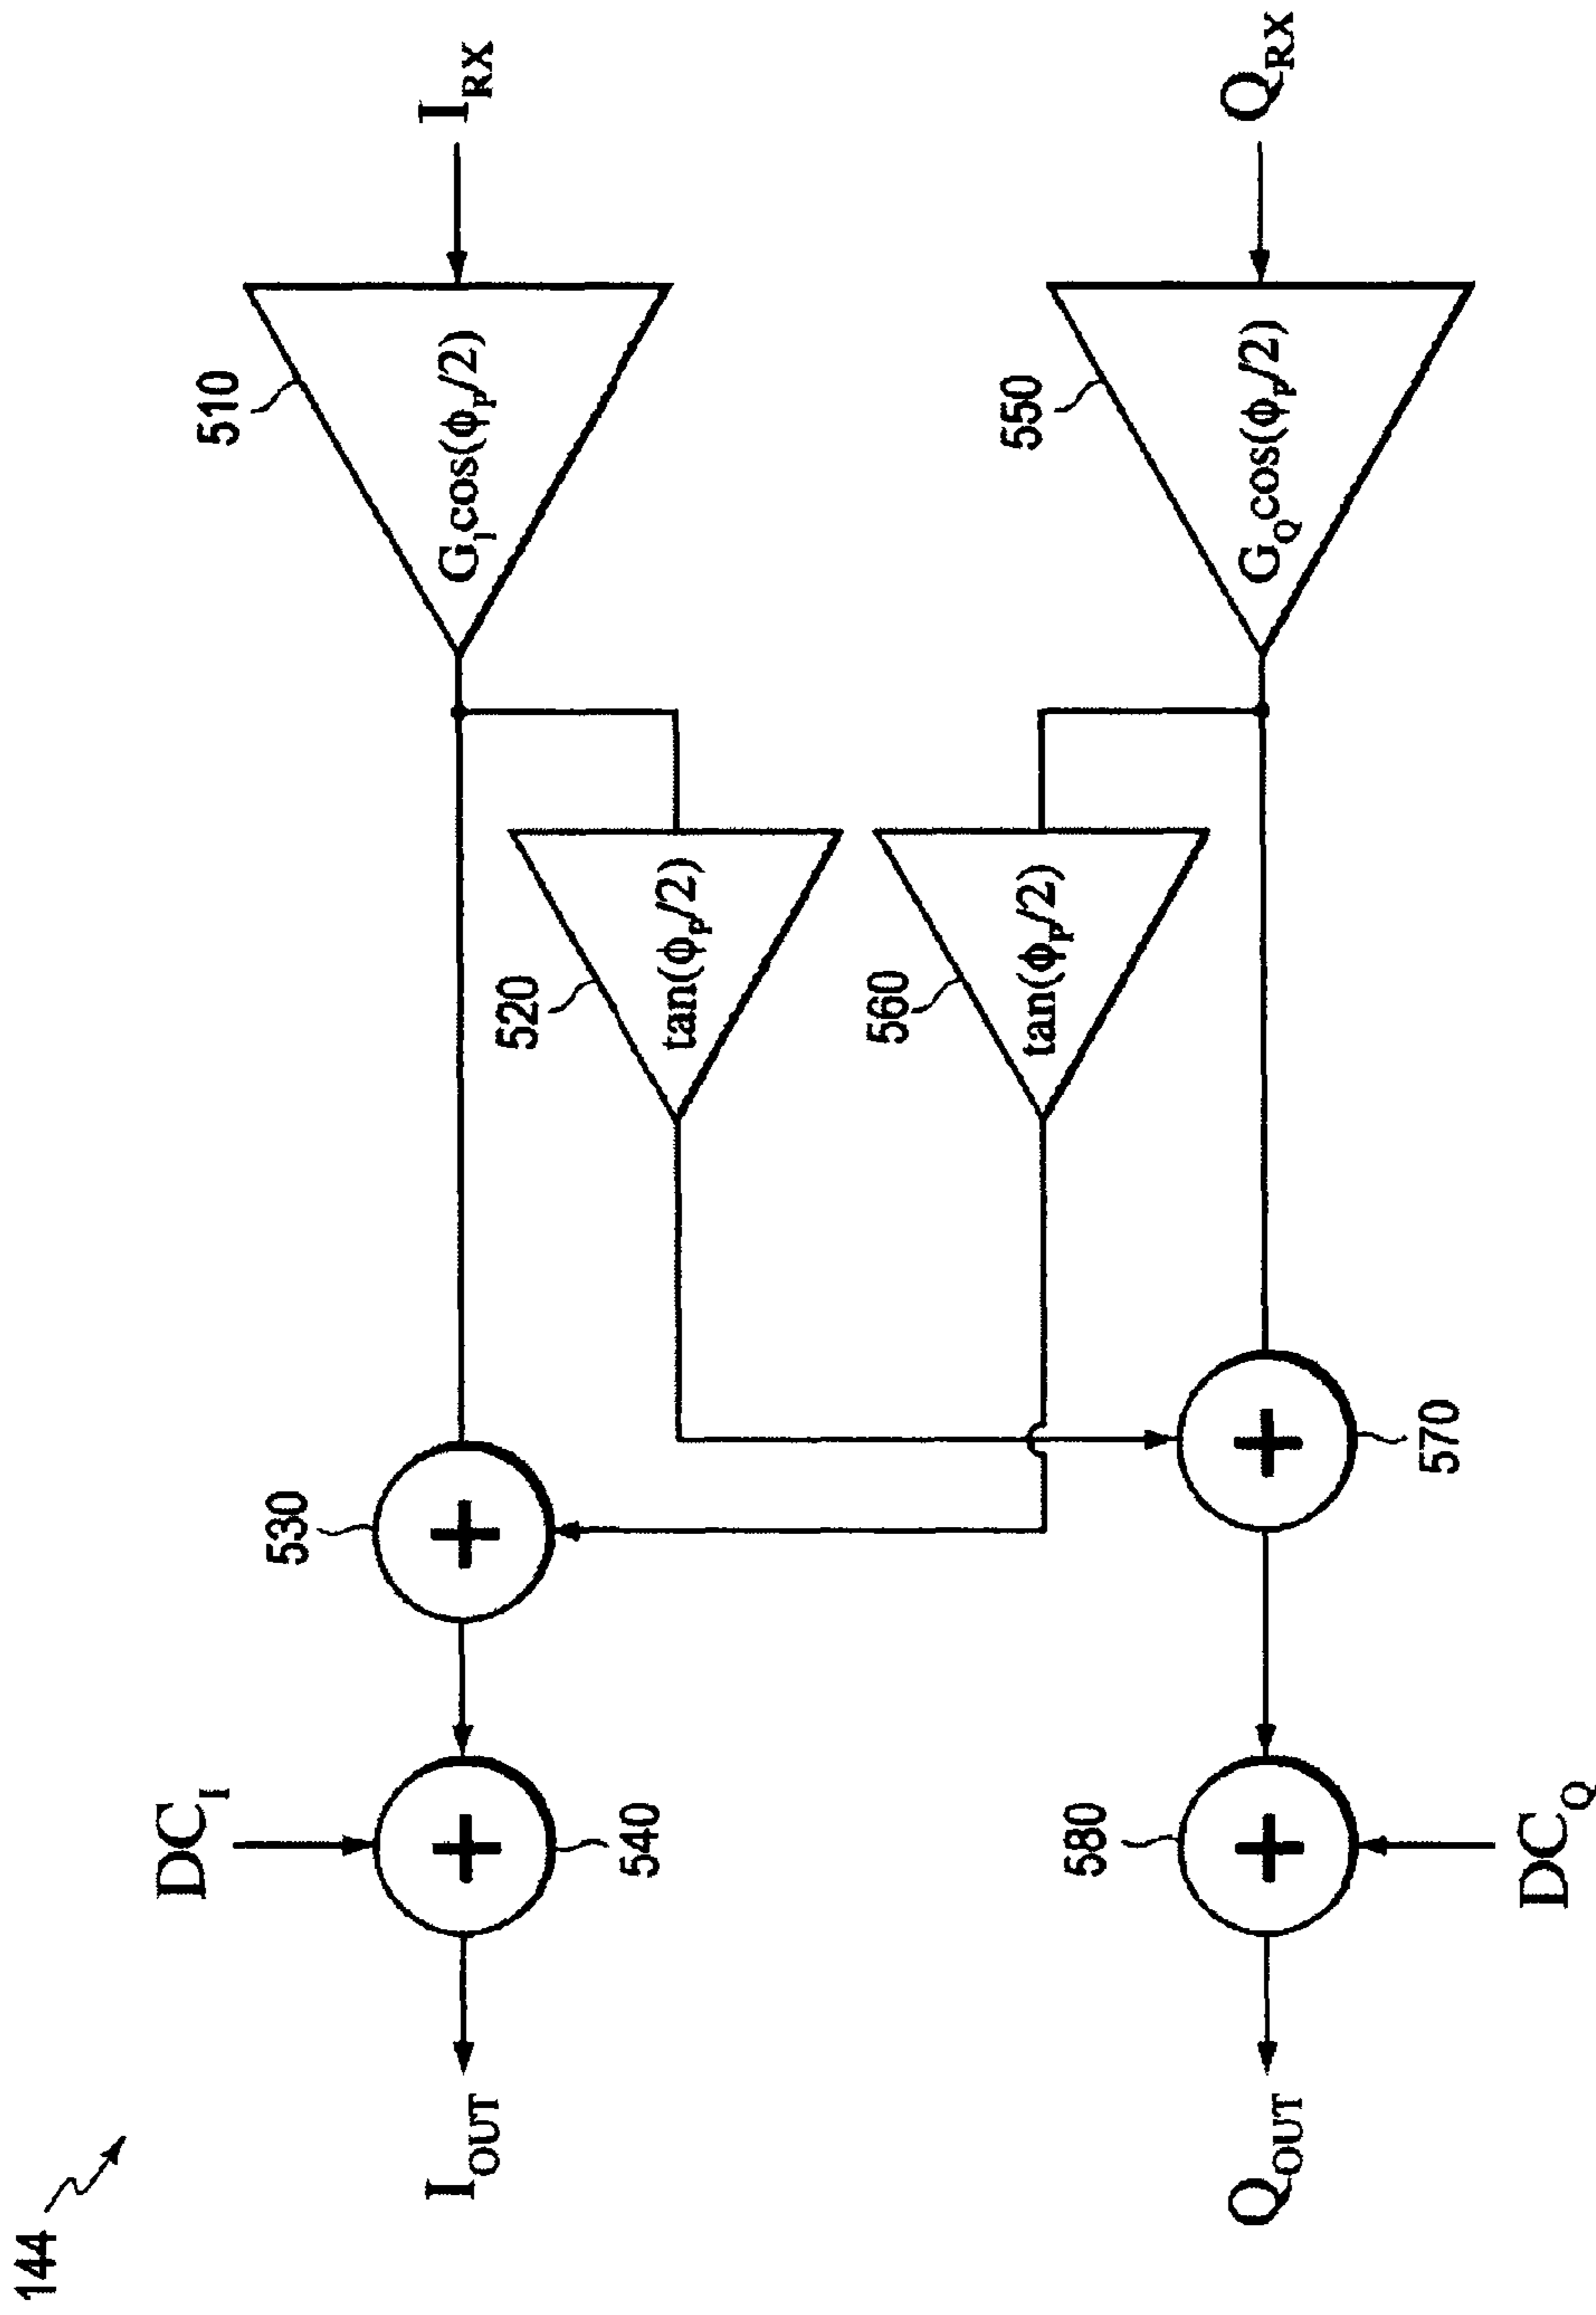 144
I_OUT
DC_I
540
530
520
tan(ϕ_P/2)
510
G_I cos(ϕ_P/2)
I_RX
Q_OUT
580
DC_Q
570
560
tan(ϕ_P/2)
550
G_Q cos(ϕ_P/2)
Q_RX